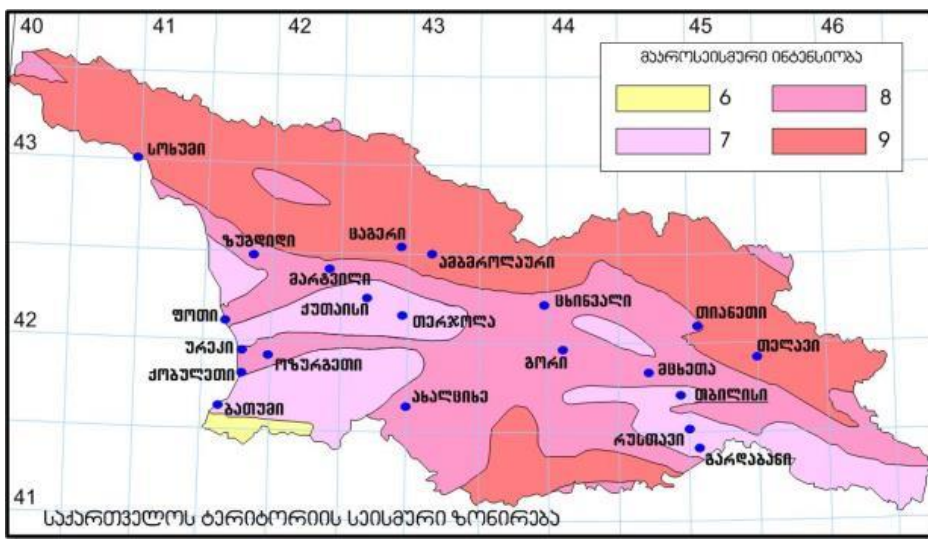 40 41 42 43 44 45 46
მაკროსეისმური ინტენსიობა
6 8
7 9
43
სოხუმი
ცაგერი
ზუგდიდი
ამბმროლაური
მარტვილი
ქუთაისი
ცხინვალი
ფოთი
თერჯოლა
თიანეთი
42
ურეკი
თელავი
ოზურგეთი
გორი
მცხეთა
ქობულეთი
თბილისი
ახალციხე
ბათუმი
რუსთავი
გარდაბანი
41
საქართველოს ტერიტორიის სეისმური ზონირება